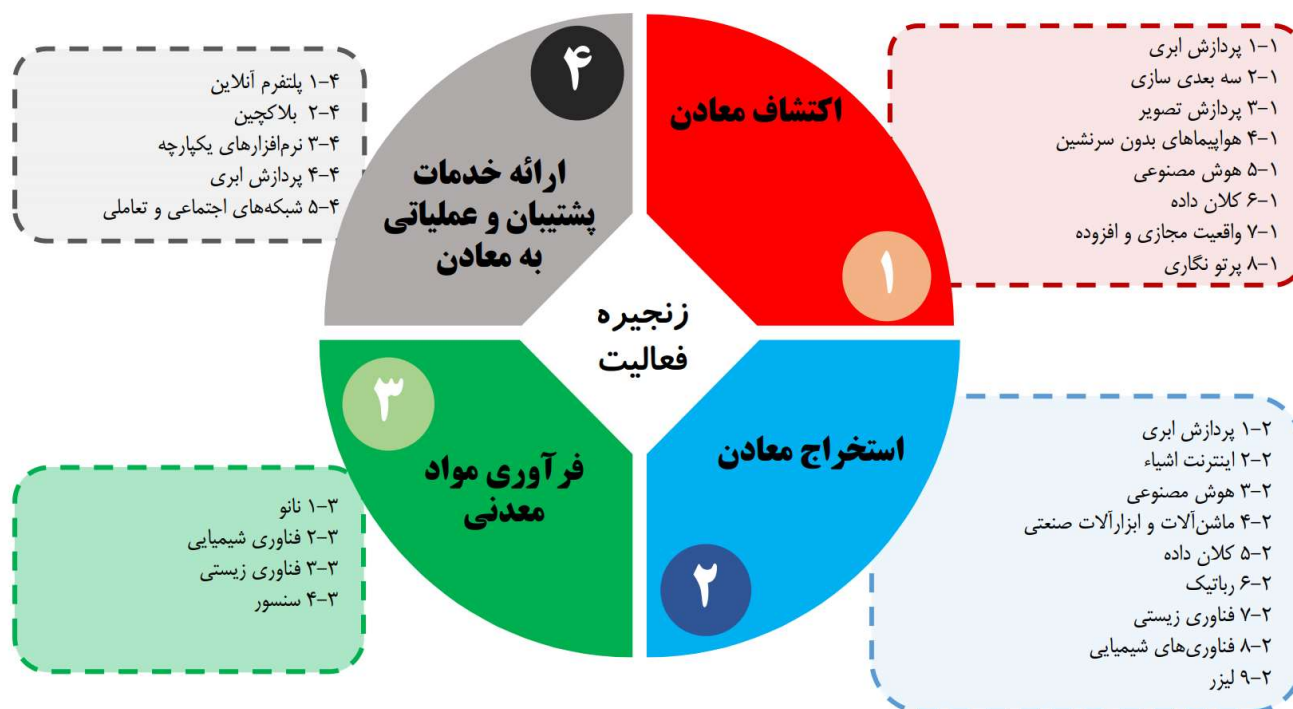 زنجیره
فعالیت
۱
اکتشاف معادن
۱-۱ پردازش ابری
۱-۲ سه بعدی سازی
۱-۳ پردازش تصویر
۱-۴ هواپیماهای بدون سرنشین
۱-۵ هوش مصنوعی
۱-۶ کلان داده
۱-۷ واقعیت مجازی و افزوده
۱-۸ پرتو نگاری
۲
استخراج معادن
۲-۱ پردازش ابری
۲-۲ اینترنت اشیاء
۲-۳ هوش مصنوعی
۲-۴ ماشن‌آلات و ابزارآلات صنعتی
۲-۵ کلان داده
۲-۶ رباتیک
۲-۷ فناوری زیستی
۲-۸ فناوری‌های شیمیایی
۲-۹ لیزر
۳
فرآوری مواد
معدنی
۳-۱ نانو
۳-۲ فناوری شیمیایی
۳-۳ فناوری زیستی
۳-۴ سنسور
۴
ارائه خدمات
پشتیبان و عملیاتی
به معادن
۴-۱ پلتفرم آنلاین
۴-۲ بلاکچین
۴-۳ نرم‌افزارهای یکپارچه
۴-۴ پردازش ابری
۴-۵ شبکه‌های اجتماعی و تعاملی